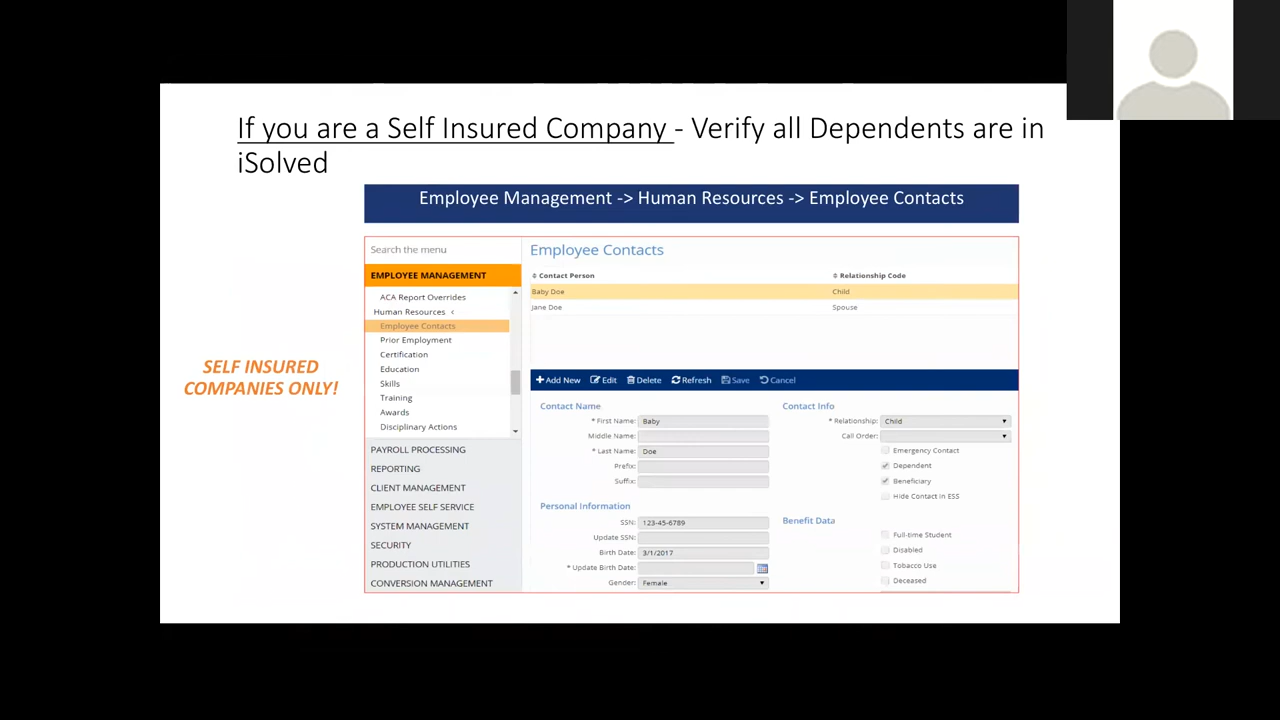 If you are a Self Insured Company - Verify all Dependents are in
iSolved
Employee Management -> Human Resources -> Employee Contacts
SELF INSURED
COMPANIES ONLY!
Search the menu
EMPLOYEE MANAGEMENT
ACA Report Overrides
Human Resources <
Employee Contacts
Prior Employment
Certification
Education
Skills
Training
Awards
Disciplinary Actions
PAYROLL PROCESSING
REPORTING
CLIENT MANAGEMENT
EMPLOYEE SELF SERVICE
SYSTEM MANAGEMENT
SECURITY
PRODUCTION UTILITIES
CONVERSION MANAGEMENT
Employee Contacts
Contact Person Relationship Code
Baby Doe Child
Jane Doe Spouse
Add New Edit Delete Refresh Save Cancel
Contact Name
* First Name: Baby
Middle Name:
* Last Name: Doe
Prefix:
Suffix:
Personal Information
SSN: 123-45-6789
Update SSN:
Birth Date: 3/1/2017
* Update Birth Date:
Gender: Female
Contact Info
* Relationship: Child
Call Order:
Emergency Contact
Dependent
Beneficiary
Hide Contact in ESS
Benefit Data
Full-time Student
Disabled
Tobacco Use
Deceased